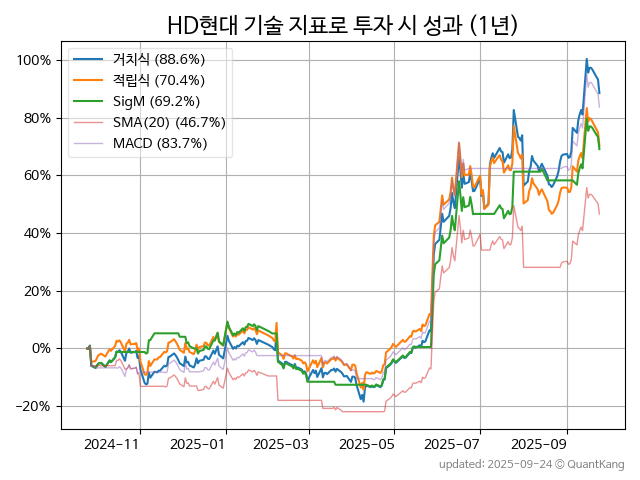 HD현대 기술 지표로 투자 시 성과 (1년)
거치식 (88.6%)
적립식 (70.4%)
SigM (69.2%)
SMA(20) (46.7%)
MACD (83.7%)
100%
80%
60%
40%
20%
0%
−20%
2024-11
2025-01
2025-03
2025-05
2025-07
2025-09
updated: 2025-09-24 © QuantKang